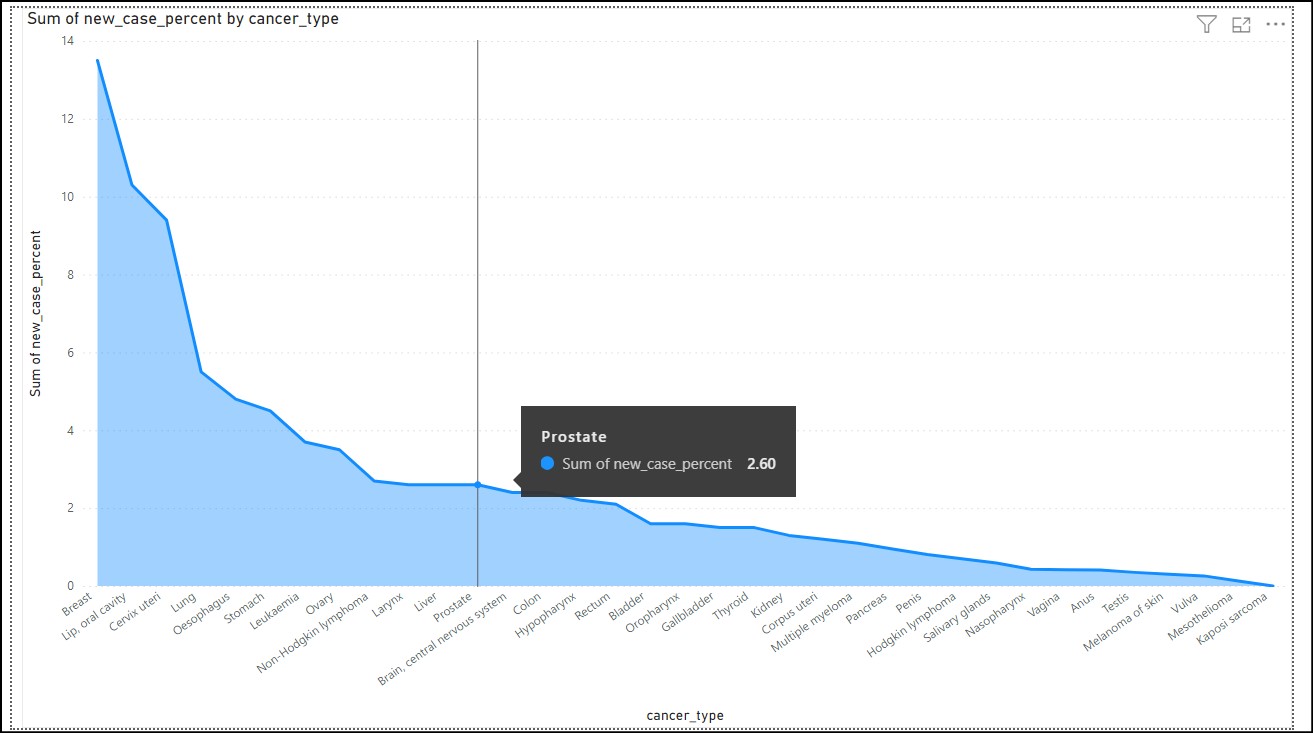 Sum of new_case_percent by cancer_type
14
12
10
8
6
4
2
0
Sum of new_case_percent
Prostate
Sum of new_case_percent 2.60
Breast
Lip, oral cavity
Cervix uteri
Lung
Oesophagus
Stomach
Leukaemia
Ovary
Non-Hodgkin lymphoma
Larynx
Liver
Prostate
Brain, central nervous system
Colon
Hypopharynx
Rectum
Bladder
Oropharynx
Gallbladder
Thyroid
Kidney
Corpus uteri
Multiple myeloma
Pancreas
Penis
Hodgkin lymphoma
Salivary glands
Nasopharynx
Vagina
Anus
Testis
Melanoma of skin
Vulva
Mesothelioma
Kaposi sarcoma
cancer_type